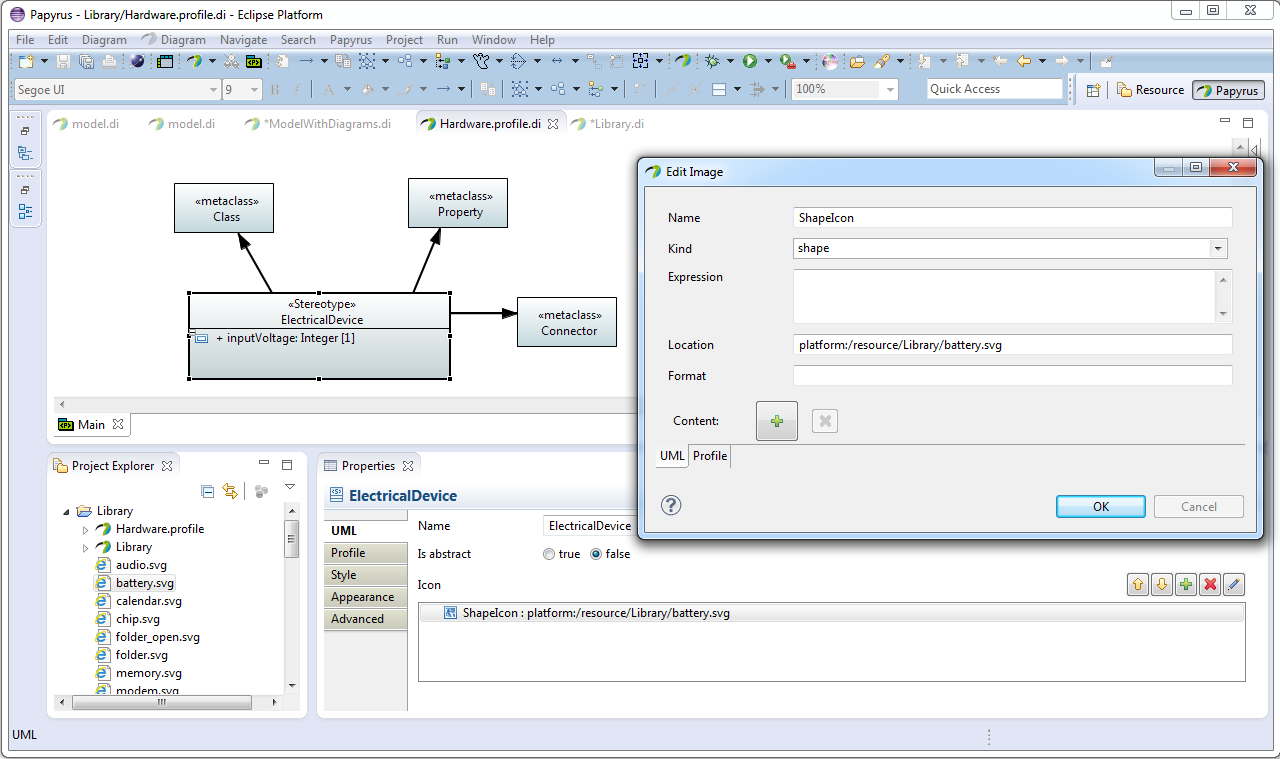 Papyrus - Library/Hardware.profile.di - Eclipse Platform
File Edit Diagram Diagram Navigate Search Papyrus Project Run Window Help
Segoe UI 9 B I A 100% Quick Access Resource Papyrus
model.di model.di *ModelWithDiagrams.di Hardware.profile.di *Library.di
«metaclass»
Class
«metaclass»
Property
«Stereotype»
ElectricalDevice
+ inputVoltage: Integer [1]
«metaclass»
Connector
Main
Edit Image
Name ShapeIcon
Kind shape
Expression
Location platform:/resource/Library/battery.svg
Format
Content:
UML Profile
OK Cancel
Project Explorer
Library
Hardware.profile
Library
audio.svg
battery.svg
calendar.svg
chip.svg
folder_open.svg
folder.svg
memory.svg
modem.svg
Properties
ElectricalDevice
UML
Profile
Style
Appearance
Advanced
Name ElectricalDevice
Is abstract true false
Icon
ShapeIcon : platform:/resource/Library/battery.svg
UML